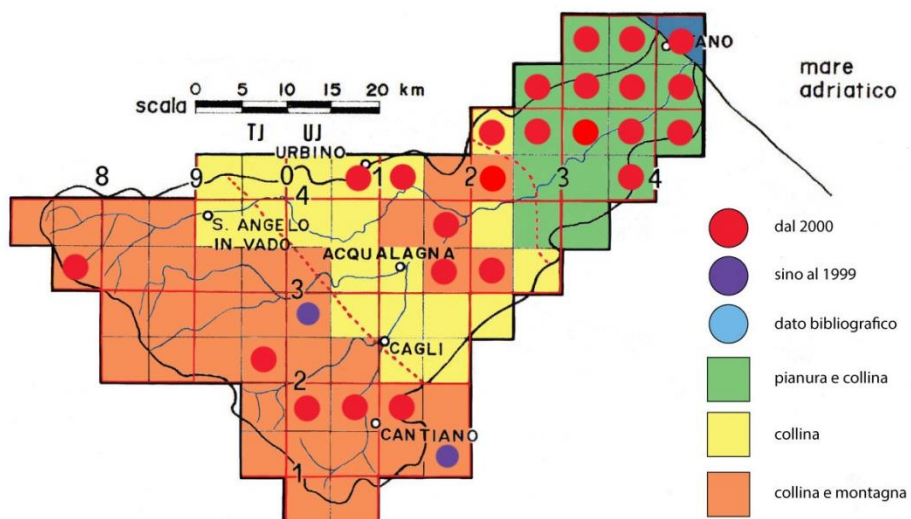 FANO
mare
adriatico
scala 0 5 10 15 20 km
TJ UJ
URBINO
8 9 0 1 2 3 4
4
S. ANGELO
IN VADO
ACQUALAGNA
3
CAGLI
2
CANTIANO
1
dal 2000
sino al 1999
dato bibliografico
pianura e collina
collina
collina e montagna